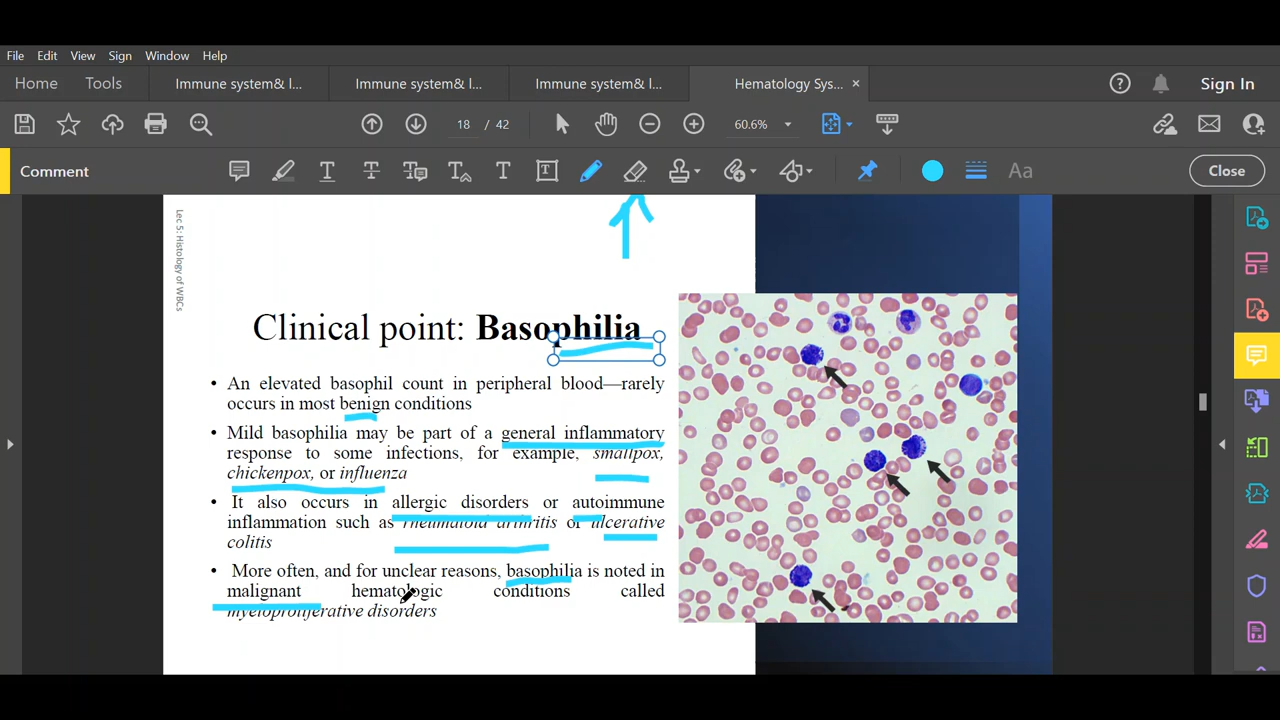 File Edit View Sign Window Help
Home Tools Immune system& l... Immune system& l... Immune system& l... Hematology Sys... × ? Sign In
18 / 42 60.6%
Comment Aa Close
Lec 5: Histology of WBCs
Clinical point: Basophilia
• An elevated basophil count in peripheral blood—rarely
occurs in most benign conditions
• Mild basophilia may be part of a general inflammatory
response to some infections, for example, smallpox,
chickenpox, or influenza
• It also occurs in allergic disorders or autoimmune
inflammation such as rheumatoid arthritis or ulcerative
colitis
• More often, and for unclear reasons, basophilia is noted in
malignant hematologic conditions called
myeloproliferative disorders